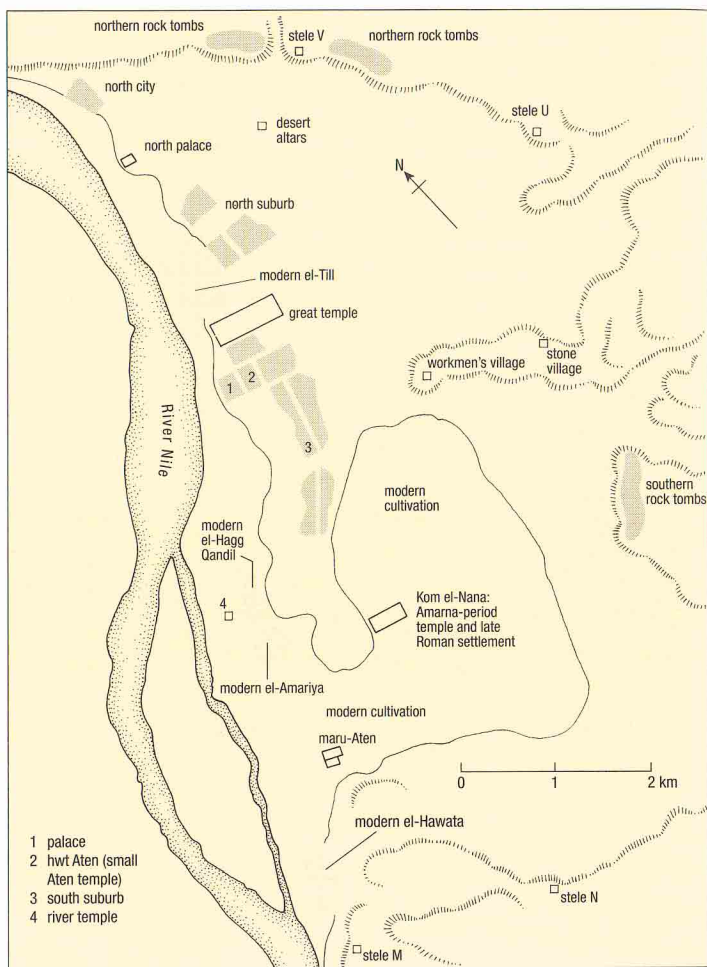 northern rock tombs
stele V
northern rock tombs
north city
desert
altars
stele U
north palace
N
north suburb
modern el-Till
great temple
workmen's village
stone
village
1
2
3
River Nile
modern
cultivation
southern
rock tombs
modern
el-Hagg
Qandil
4
Kom el-Nana:
Amarna-period
temple and late
Roman settlement
modern el-Amariya
modern cultivation
maru-Aten
0 1 2 km
modern el-Hawata
1 palace
2 hwt Aten (small
Aten temple)
3 south suburb
4 river temple
stele N
stele M